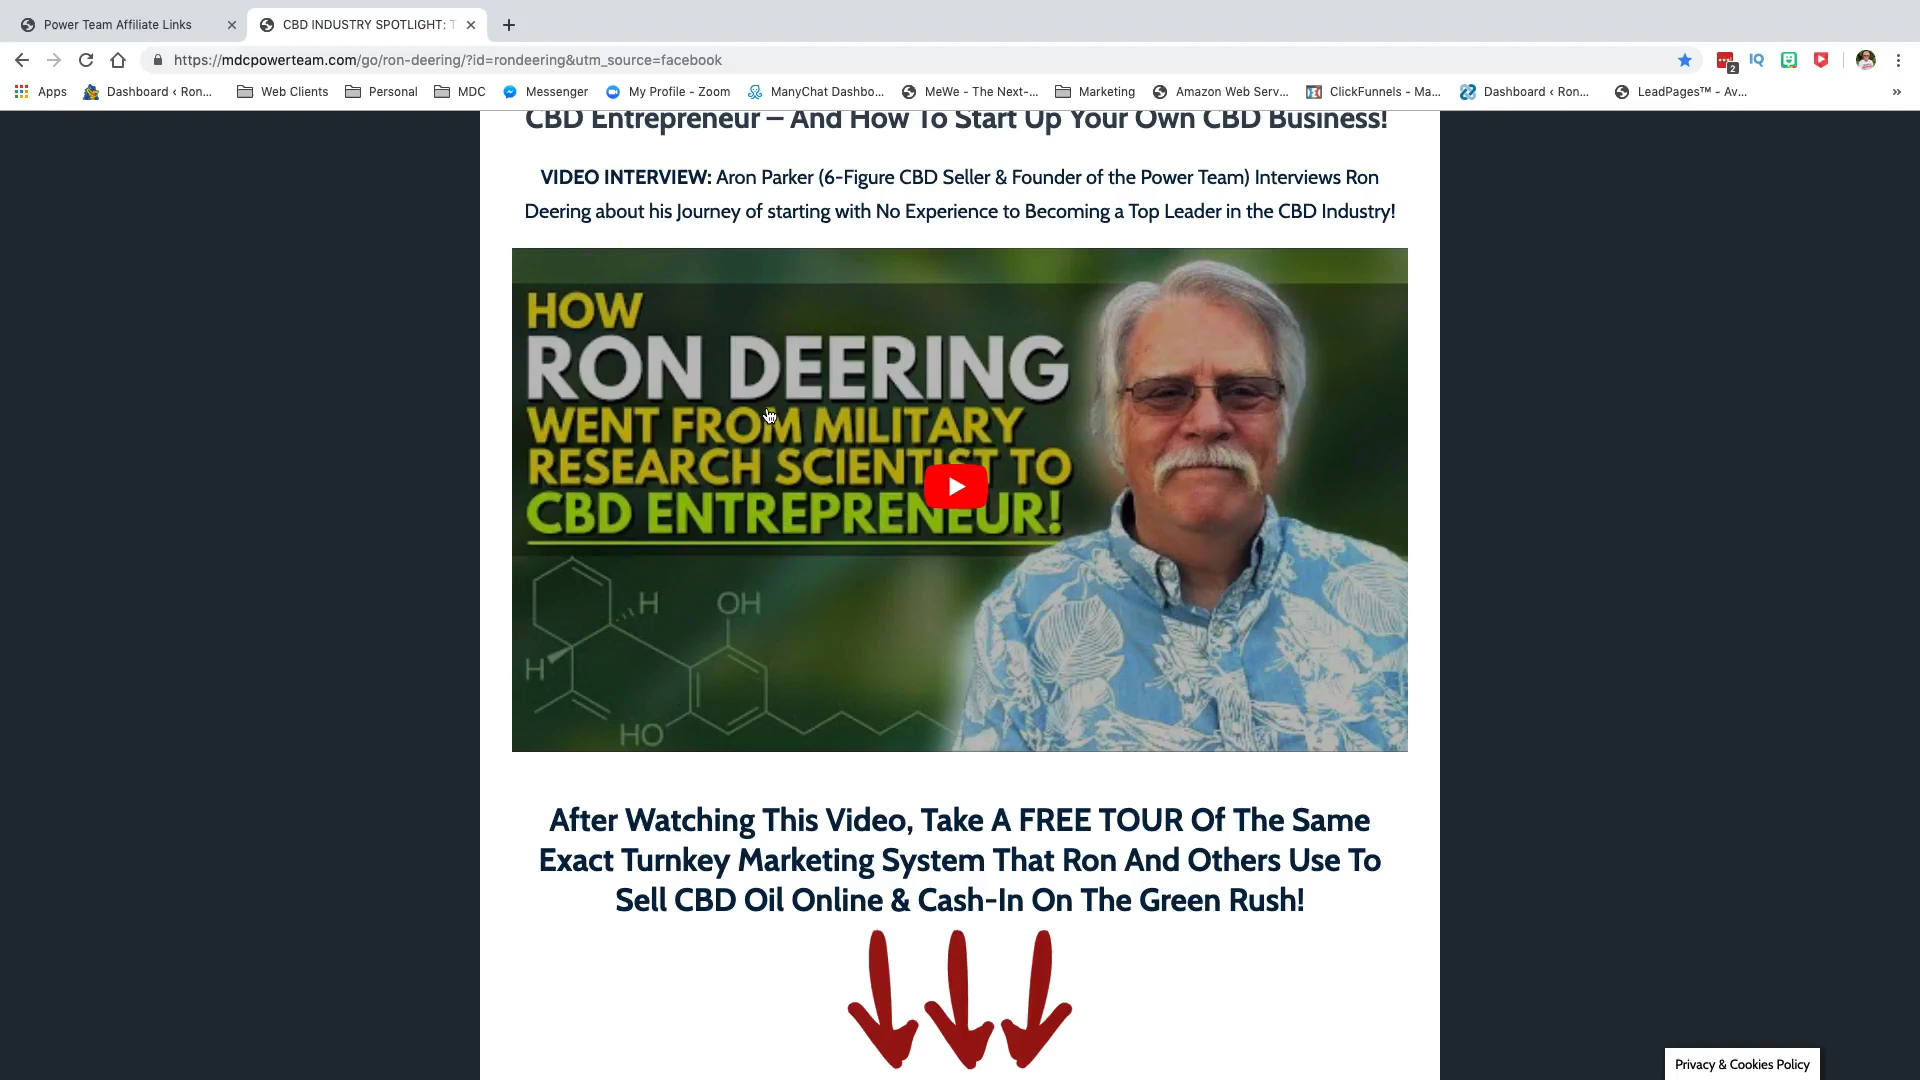 Power Team Affiliate Links
CBD INDUSTRY SPOTLIGHT: T
https://mdcpowerteam.com/go/ron-deering/?id=rondeering&utm_source=facebook
2
IQ
Apps
Dashboard ‹ Ron...
Web Clients
Personal
MDC
Messenger
My Profile - Zoom
ManyChat Dashbo...
MeWe - The Next-...
Marketing
Amazon Web Serv...
ClickFunnels - Ma...
Dashboard ‹ Ron...
LeadPages™ - Av...
»
CBD Entrepreneur – And How To Start Up Your Own CBD Business!
VIDEO INTERVIEW: Aron Parker (6-Figure CBD Seller & Founder of the Power Team) Interviews Ron
Deering about his Journey of starting with No Experience to Becoming a Top Leader in the CBD Industry!
HOW
RON DEERING
WENT FROM MILITARY
RESEARCH SCIENTIST TO
CBD ENTREPRENEUR!
H
OH
H
HO
After Watching This Video, Take A FREE TOUR Of The Same
Exact Turnkey Marketing System That Ron And Others Use To
Sell CBD Oil Online & Cash-In On The Green Rush!
Privacy & Cookies Policy